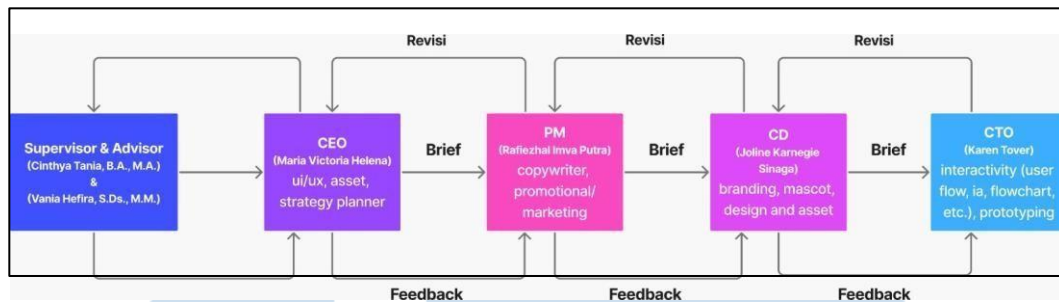 Revisi
Revisi
Revisi
Supervisor & Advisor
(Cinthya Tania, B.A., M.A.)
&
(Vania Hefira, S.Ds., M.M.)
CEO
(Maria Victoria Helena)
ui/ux, asset,
strategy planner
Brief
PM
(Rafiezhal Imva Putra)
copywriter,
promotional/
marketing
Brief
CD
(Joline Karnegie
Sinaga)
branding, mascot,
design and asset
Brief
CTO
(Karen Tover)
interactivity (user
flow, ia, flowchart,
etc.), prototyping
Feedback
Feedback
Feedback